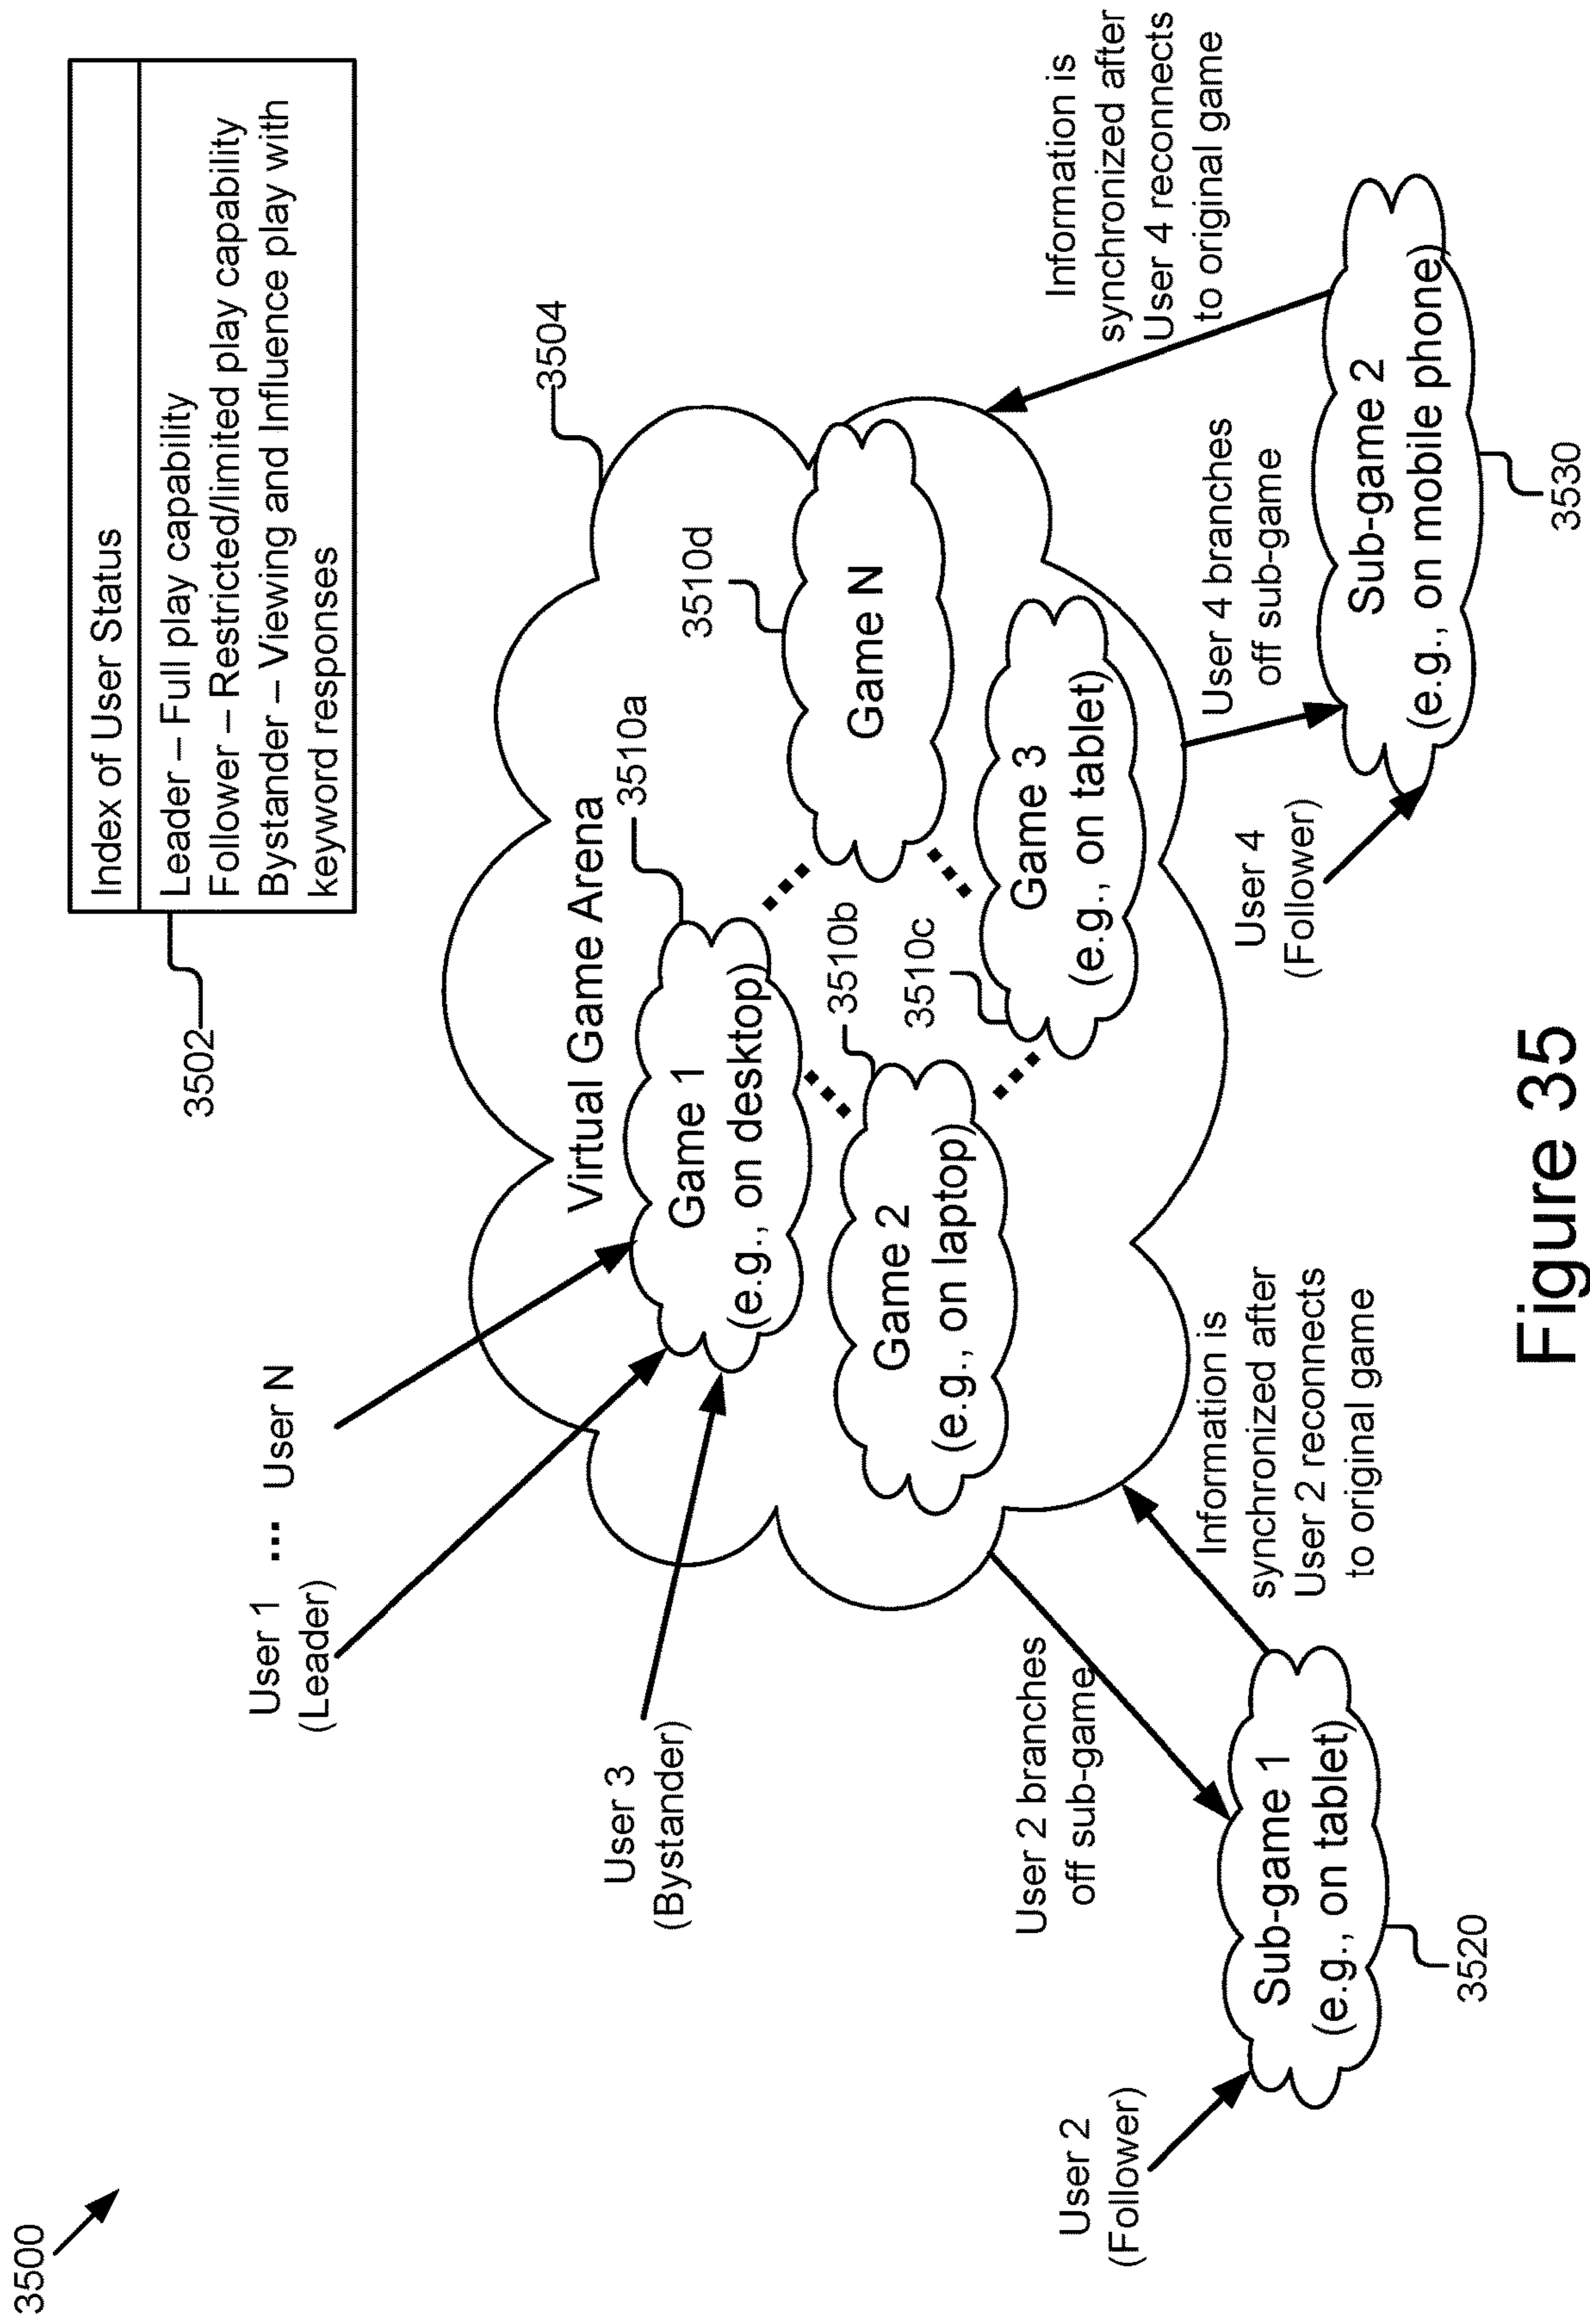 3500
Index of User Status
Leader – Full play capability
Follower – Restricted/limited play capability
Bystander – Viewing and Influence play with
keyword responses
3502
User 1 ... User N
(Leader)
User 3
(Bystander)
3504
Virtual Game Arena
3510a
Game 1
(e.g., on desktop)
3510d
Game N
3510b
Game 2
(e.g., on laptop)
3510c
Game 3
(e.g., on tablet)
User 2 branches
off sub-game
Information is
synchronized after
User 2 reconnects
to original game
User 2
(Follower)
Sub-game 1
(e.g., on tablet)
3520
User 4
(Follower)
User 4 branches
off sub-game
Information is
synchronized after
User 4 reconnects
to original game
Sub-game 2
(e.g., on mobile phone)
3530
Figure 35